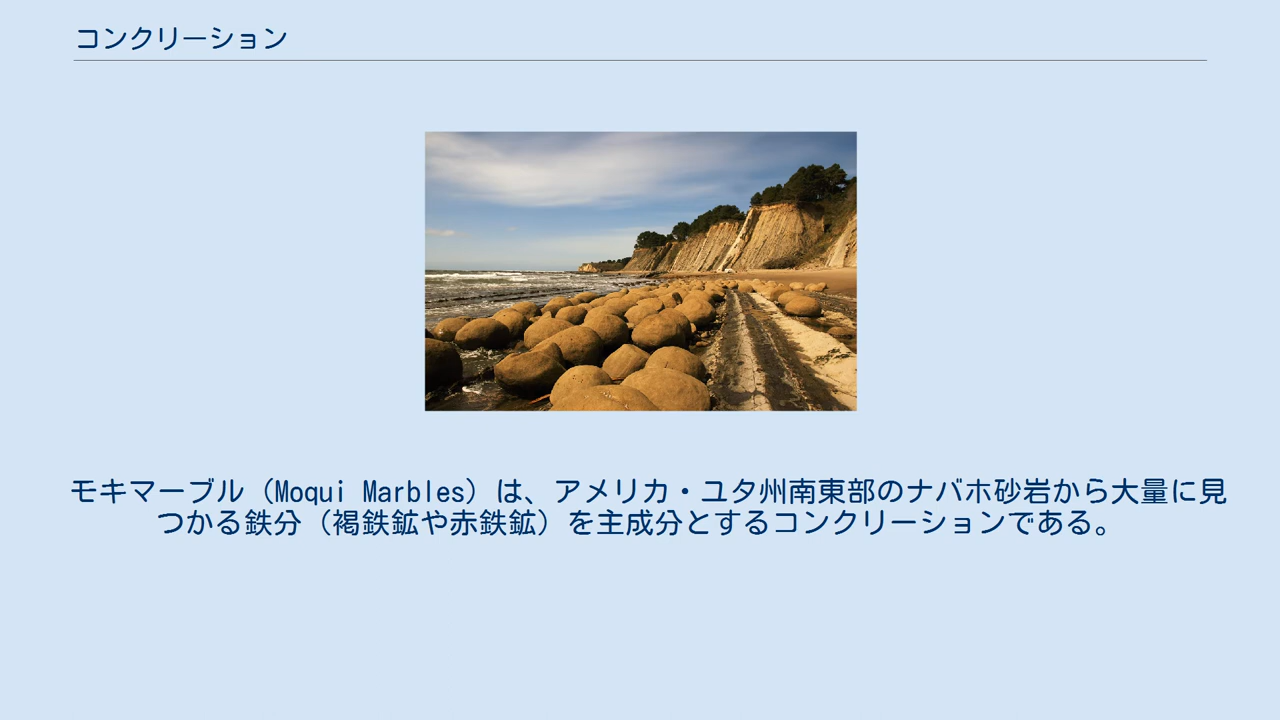 コンクリーション
モキマーブル（Moqui Marbles）は、アメリカ・ユタ州南東部のナバホ砂岩から大量に見
つかる鉄分（褐鉄鉱や赤鉄鉱）を主成分とするコンクリーションである。